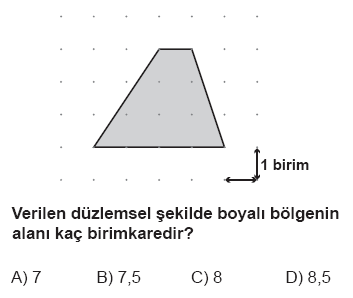 1 birim
Verilen düzlemsel şekilde boyalı bölgenin
alanı kaç birimkaredir?
A) 7 B) 7,5 C) 8 D) 8,5